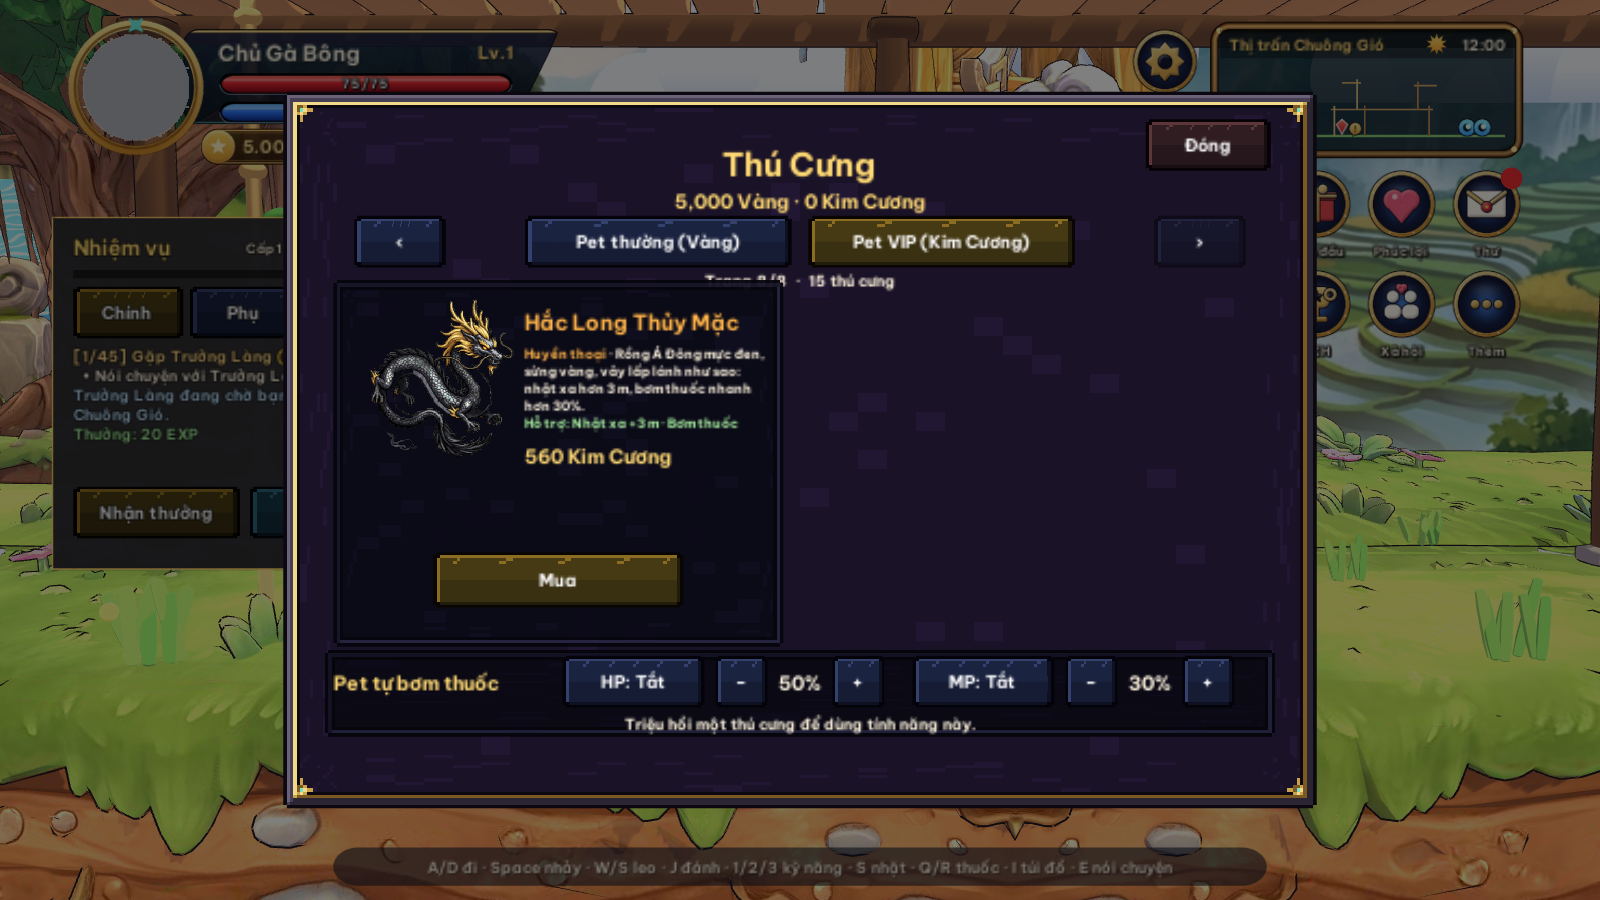 Chủ Gà Bông
Lv.1
75/75
5.00
Thị trấn Chuông Gió
12:00
Đóng
Thú Cưng
5,000 Vàng · 0 Kim Cương
‹
Pet thường (Vàng)
Pet VIP (Kim Cương)
›
Trang 8/8 · 15 thú cưng
Nhiệm vụ
Cấp 1
Chính
Phụ
[1/45] Gặp Trưởng Làng (
• Nói chuyện với Trưởng L
Trưởng Làng đang chờ bạn
Chuông Gió.
Thưởng: 20 EXP
Nhận thưởng
Phúc lợi
Thư
Xã hội
Thêm
Hắc Long Thủy Mặc
Huyền thoại · Rồng Á Đông mực đen,
sừng vàng, vảy lấp lánh như sao:
nhặt xa hơn 3m, bơm thuốc nhanh
hơn 30%.
Hỗ trợ: Nhặt xa +3m · Bơm thuốc
560 Kim Cương
Mua
Pet tự bơm thuốc
HP: Tắt
-
50%
+
MP: Tắt
-
30%
+
Triệu hồi một thú cưng để dùng tính năng này.
A/D đi · Space nhảy · W/S leo · J đánh · 1/2/3 kỹ năng · S nhặt · Q/R thuốc · I túi đồ · E nói chuyện